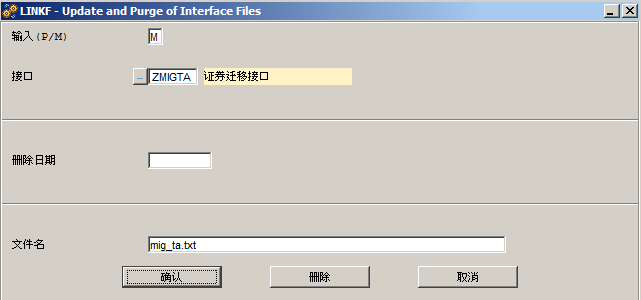 LINKF - Update and Purge of Interface Files
输入(P/M) M
接口 ... ZMIGTA 证券迁移接口
删除日期
文件名 mig_ta.txt
确认 删除 取消